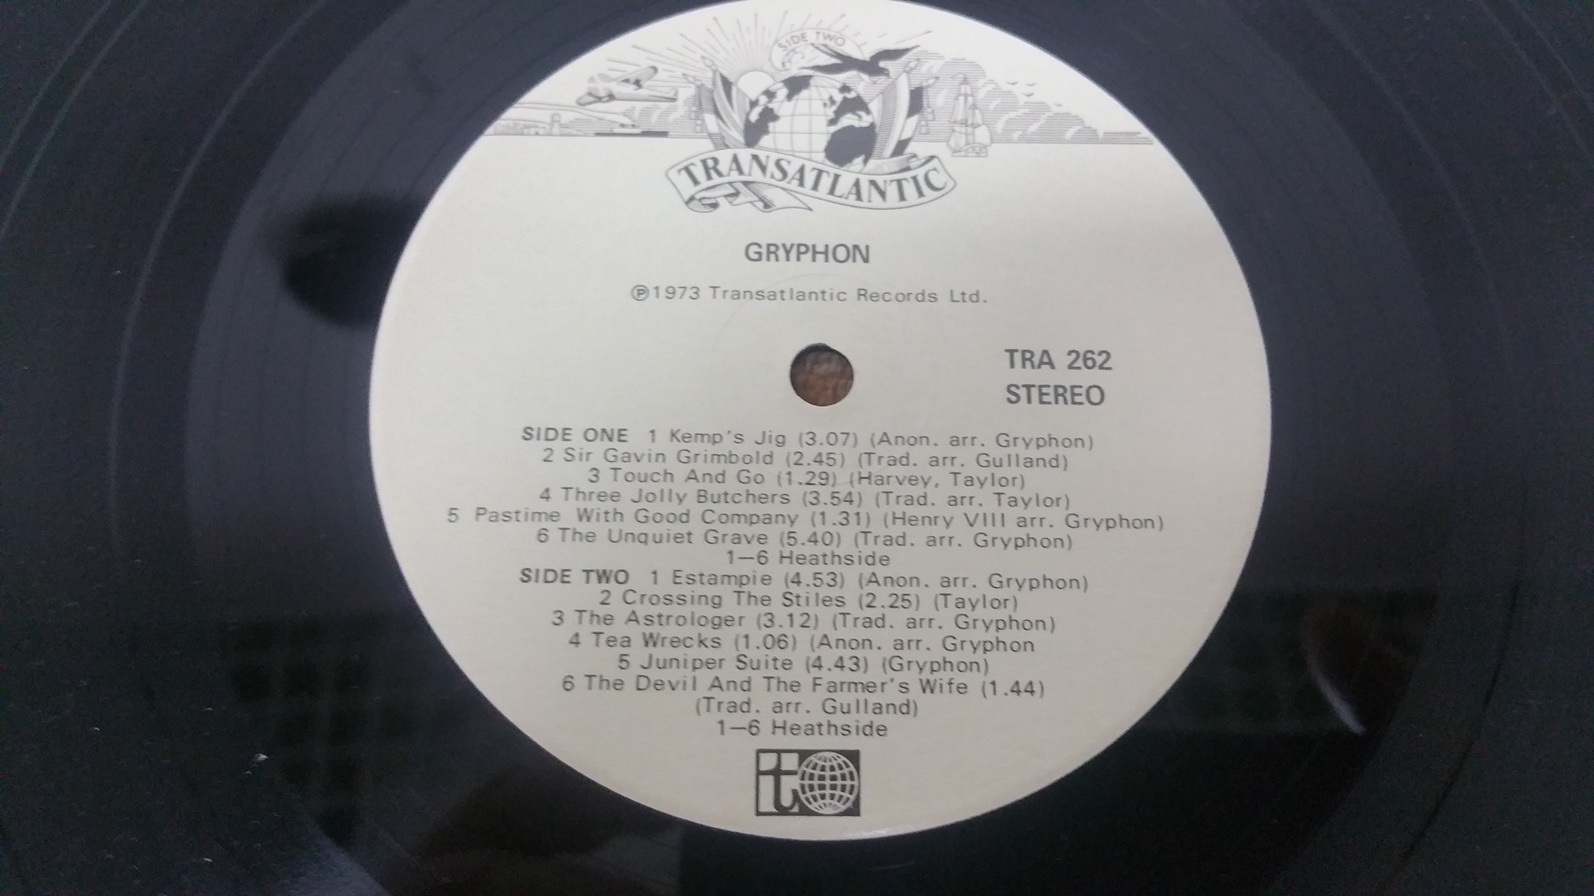 SIDE TWO
TRANSATLANTIC
GRYPHON
℗1973 Transatlantic Records Ltd.
TRA 262
STEREO
SIDE ONE 1 Kemp's Jig (3.07) (Anon. arr. Gryphon)
2 Sir Gavin Grimbold (2.45) (Trad. arr. Gulland)
3 Touch And Go (1.29) (Harvey, Taylor)
4 Three Jolly Butchers (3.54) (Trad. arr. Taylor)
5 Pastime With Good Company (1.31) (Henry VIII arr. Gryphon)
6 The Unquiet Grave (5.40) (Trad. arr. Gryphon)
1—6 Heathside
SIDE TWO 1 Estampie (4.53) (Anon. arr. Gryphon)
2 Crossing The Stiles (2.25) (Taylor)
3 The Astrologer (3.12) (Trad. arr. Gryphon)
4 Tea Wrecks (1.06) (Anon. arr. Gryphon
5 Juniper Suite (4.43) (Gryphon)
6 The Devil And The Farmer's Wife (1.44)
(Trad. arr. Gulland)
1—6 Heathside
t